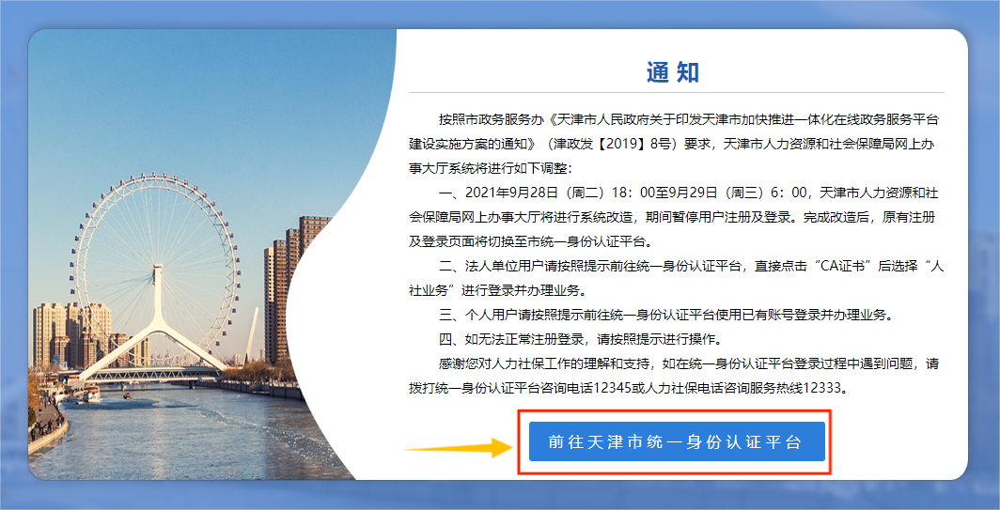 通知
按照市政务服务办《天津市人民政府关于印发天津市加快推进一体化在线政务服务平台
建设实施方案的通知》（津政发【2019】8号）要求，天津市人力资源和社会保障局网上办
事大厅系统将进行如下调整：
一、2021年9月28日（周二）18：00至9月29日（周三）6：00，天津市人力资源和社
会保障局网上办事大厅将进行系统改造，期间暂停用户注册及登录。完成改造后，原有注册
及登录页面将切换至市统一身份认证平台。
二、法人单位用户请按照提示前往统一身份认证平台，直接点击“CA证书”后选择“人
社业务”进行登录并办理业务。
三、个人用户请按照提示前往统一身份认证平台使用已有账号登录并办理业务。
四、如无法正常注册登录，请按照提示进行操作。
感谢您对人力社保工作的理解和支持，如在统一身份认证平台登录过程中遇到问题，请
拨打统一身份认证平台咨询电话12345或人力社保电话咨询服务热线12333。
前往天津市统一身份认证平台